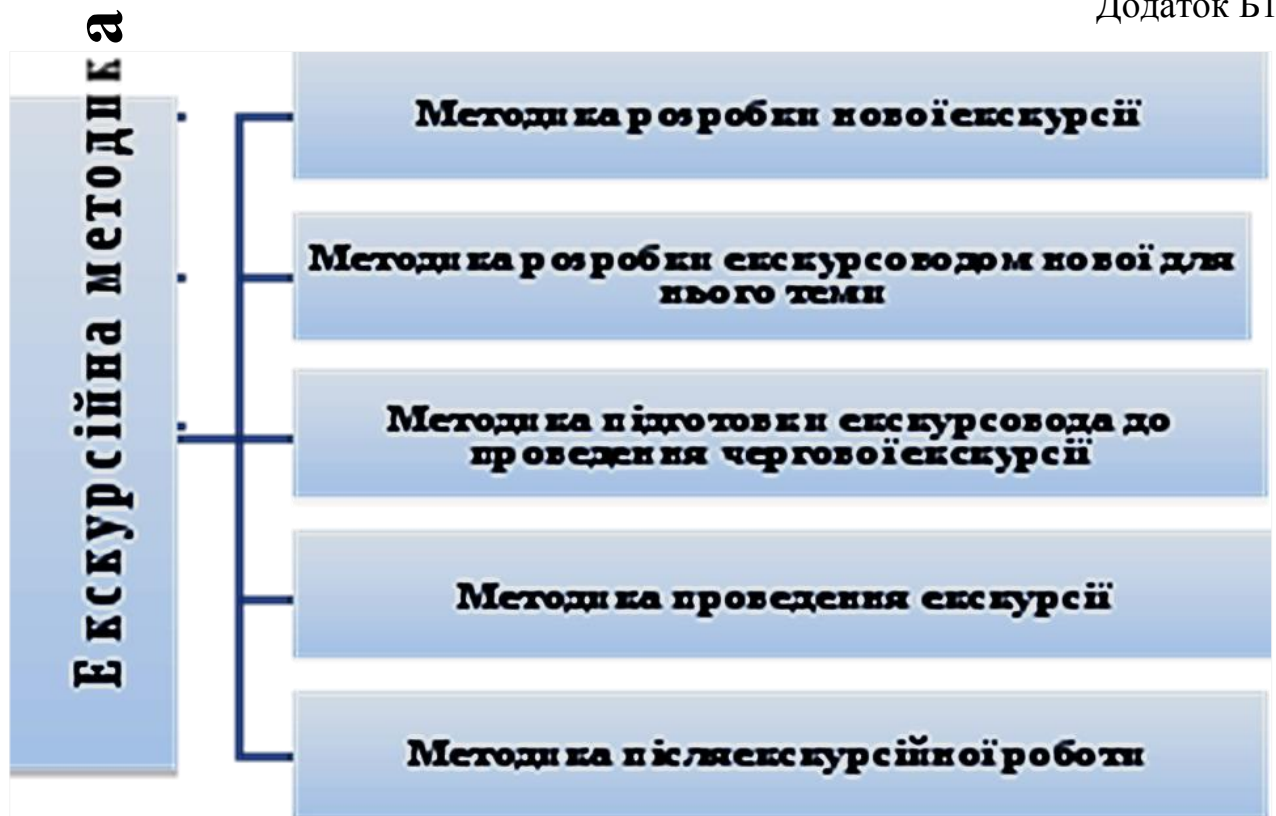 Додаток Б1
Екскурсійна методика
Методика розробки нової екскурсії
Методика розробки екскурсоводом нової для
нього теми
Методика підготовки екскурсовода до
проведення чергової екскурсії
Методика проведення екскурсії
Методика післяекскурсійної роботи